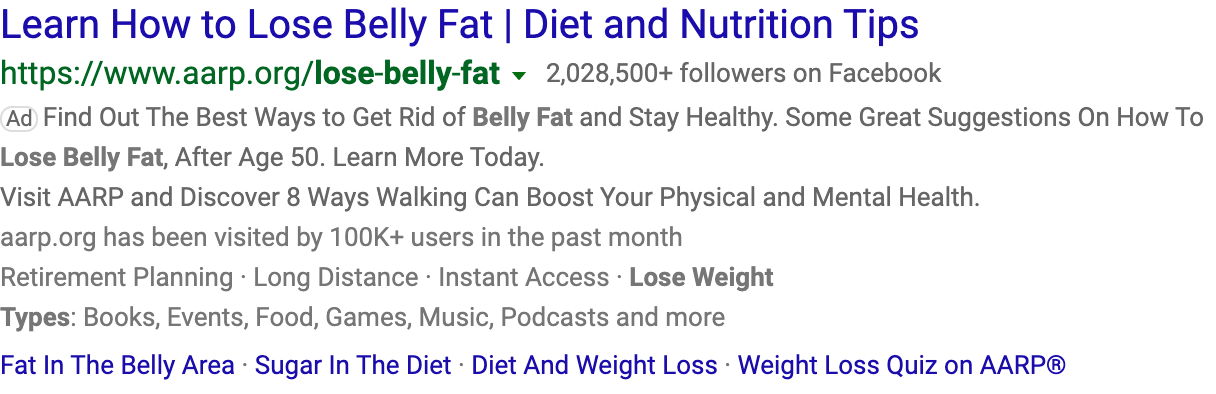 Learn How to Lose Belly Fat | Diet and Nutrition Tips
https://www.aarp.org/lose-belly-fat ▾ 2,028,500+ followers on Facebook
Ad Find Out The Best Ways to Get Rid of Belly Fat and Stay Healthy. Some Great Suggestions On How To
Lose Belly Fat, After Age 50. Learn More Today.
Visit AARP and Discover 8 Ways Walking Can Boost Your Physical and Mental Health.
aarp.org has been visited by 100K+ users in the past month
Retirement Planning · Long Distance · Instant Access · Lose Weight
Types: Books, Events, Food, Games, Music, Podcasts and more
Fat In The Belly Area · Sugar In The Diet · Diet And Weight Loss · Weight Loss Quiz on AARP®